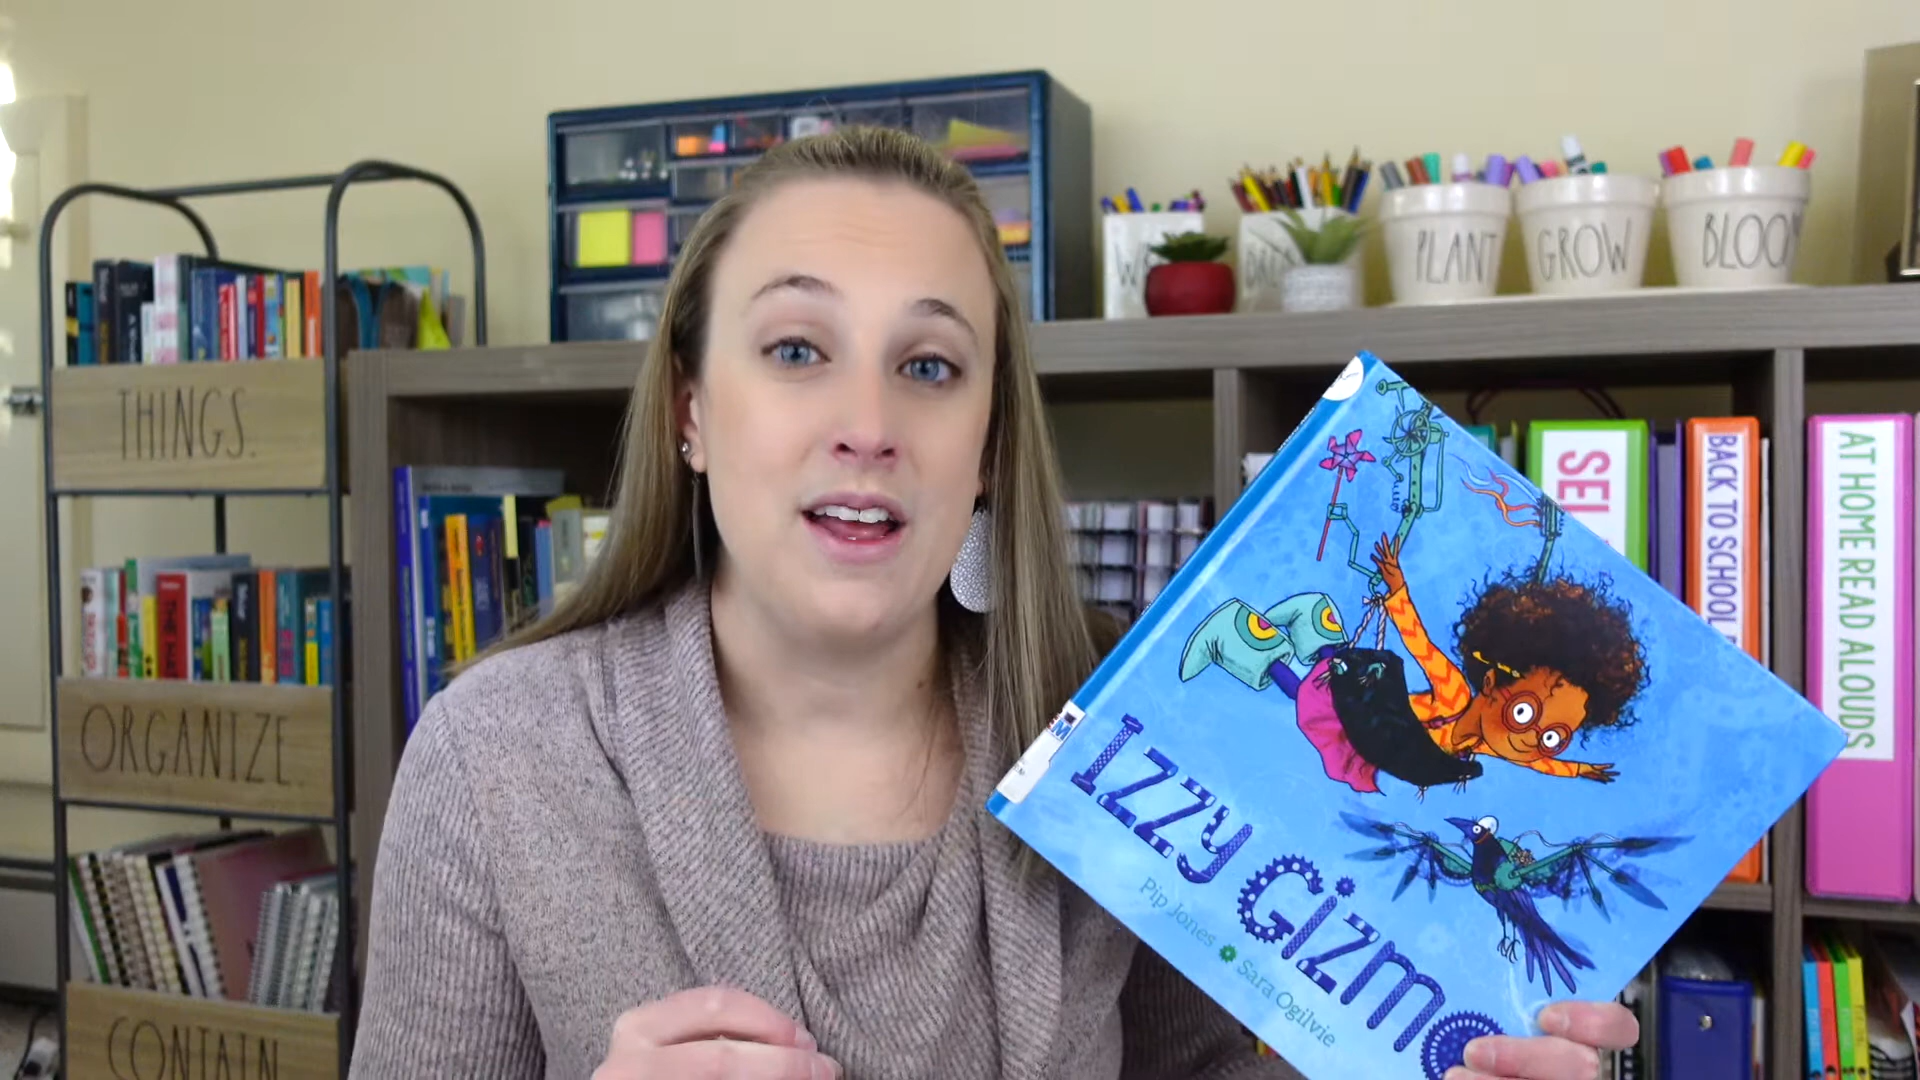 THINGS.
ORGANIZE.
CONTAIN
PLANT
GROW
BLOOM
SEL
BACK TO SCHOOL
AT HOME READ ALOUDS
IZZY GIZMO
Pip Jones
Sara Ogilvie